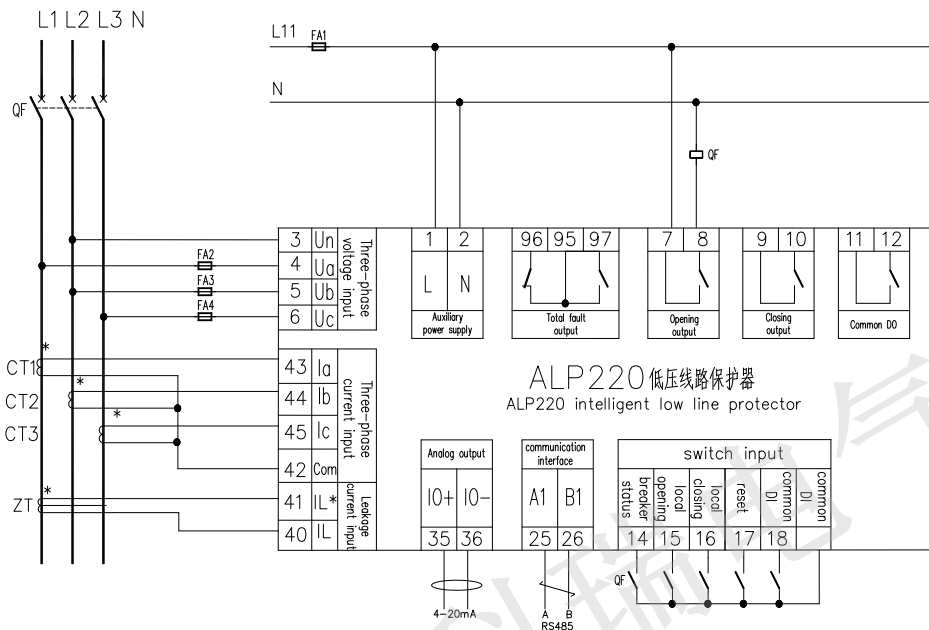 L1 L2 L3 N
L11
FA1
N
QF
QF
3 Un
4 Ua
5 Ub
6 Uc
Three-phase
voltage input
FA2
FA3
FA4
1 2
L N
Auxiliary
power supply
96 95 97
Total fault
output
7 8
Opening
output
9 10
Closing
output
11 12
Common DO
CT1
*
CT2
*
CT3
*
ZT
*
43 Ia
44 Ib
45 Ic
42 Com
Three-phase
current input
41 IL*
40 IL
Leakage
current input
ALP220低压线路保护器
ALP220 intelligent low line protector
Analog output
IO+ IO-
35 36
4-20mA
communication
interface
A1 B1
25 26
A B
RS485
switch input
breaker
status
local
opening
local
closing
reset
common
DI
common
DI
14 15 16 17 18
QF
科瑞电气